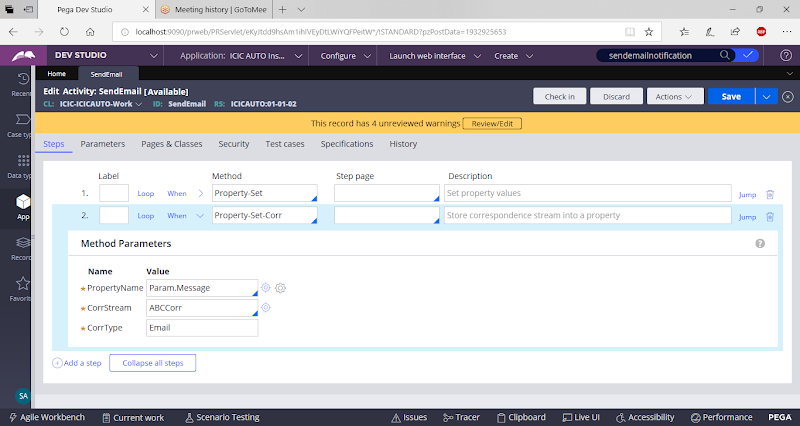 Pega Dev Studio
Meeting history | GoToMee
localhost:9090/prweb/PRServlet/eKyJtdd9hsAm1ihIVEyDtLWiYQFPeitW*/!STANDARD?pzPostData=1932925653
DEV STUDIO
Application: ICIC AUTO Ins...
Configure
Launch web interface
Create
sendemailnotification
Home
SendEmail
Recen
Case typ
Data typ
App
Record
Favorit
SA
Edit Activity: SendEmail [Available]
CL: ICIC-ICICAUTO-Work ID: SendEmail RS: ICICAUTO:01-01-02
Check in
Discard
Actions
Save
This record has 4 unreviewed warnings Review/Edit
Steps Parameters Pages & Classes Security Test cases Specifications History
Label Method Step page Description
1. Loop When Property-Set Set property values Jump
2. Loop When Property-Set-Corr Store correspondence stream into a property Jump
Method Parameters
Name Value
PropertyName Param.Message
CorrStream ABCCorr
CorrType Email
Add a step
Collapse all steps
Agile Workbench
Current work
Scenario Testing
Issues
Tracer
Clipboard
Live UI
Accessibility
Performance
PEGA